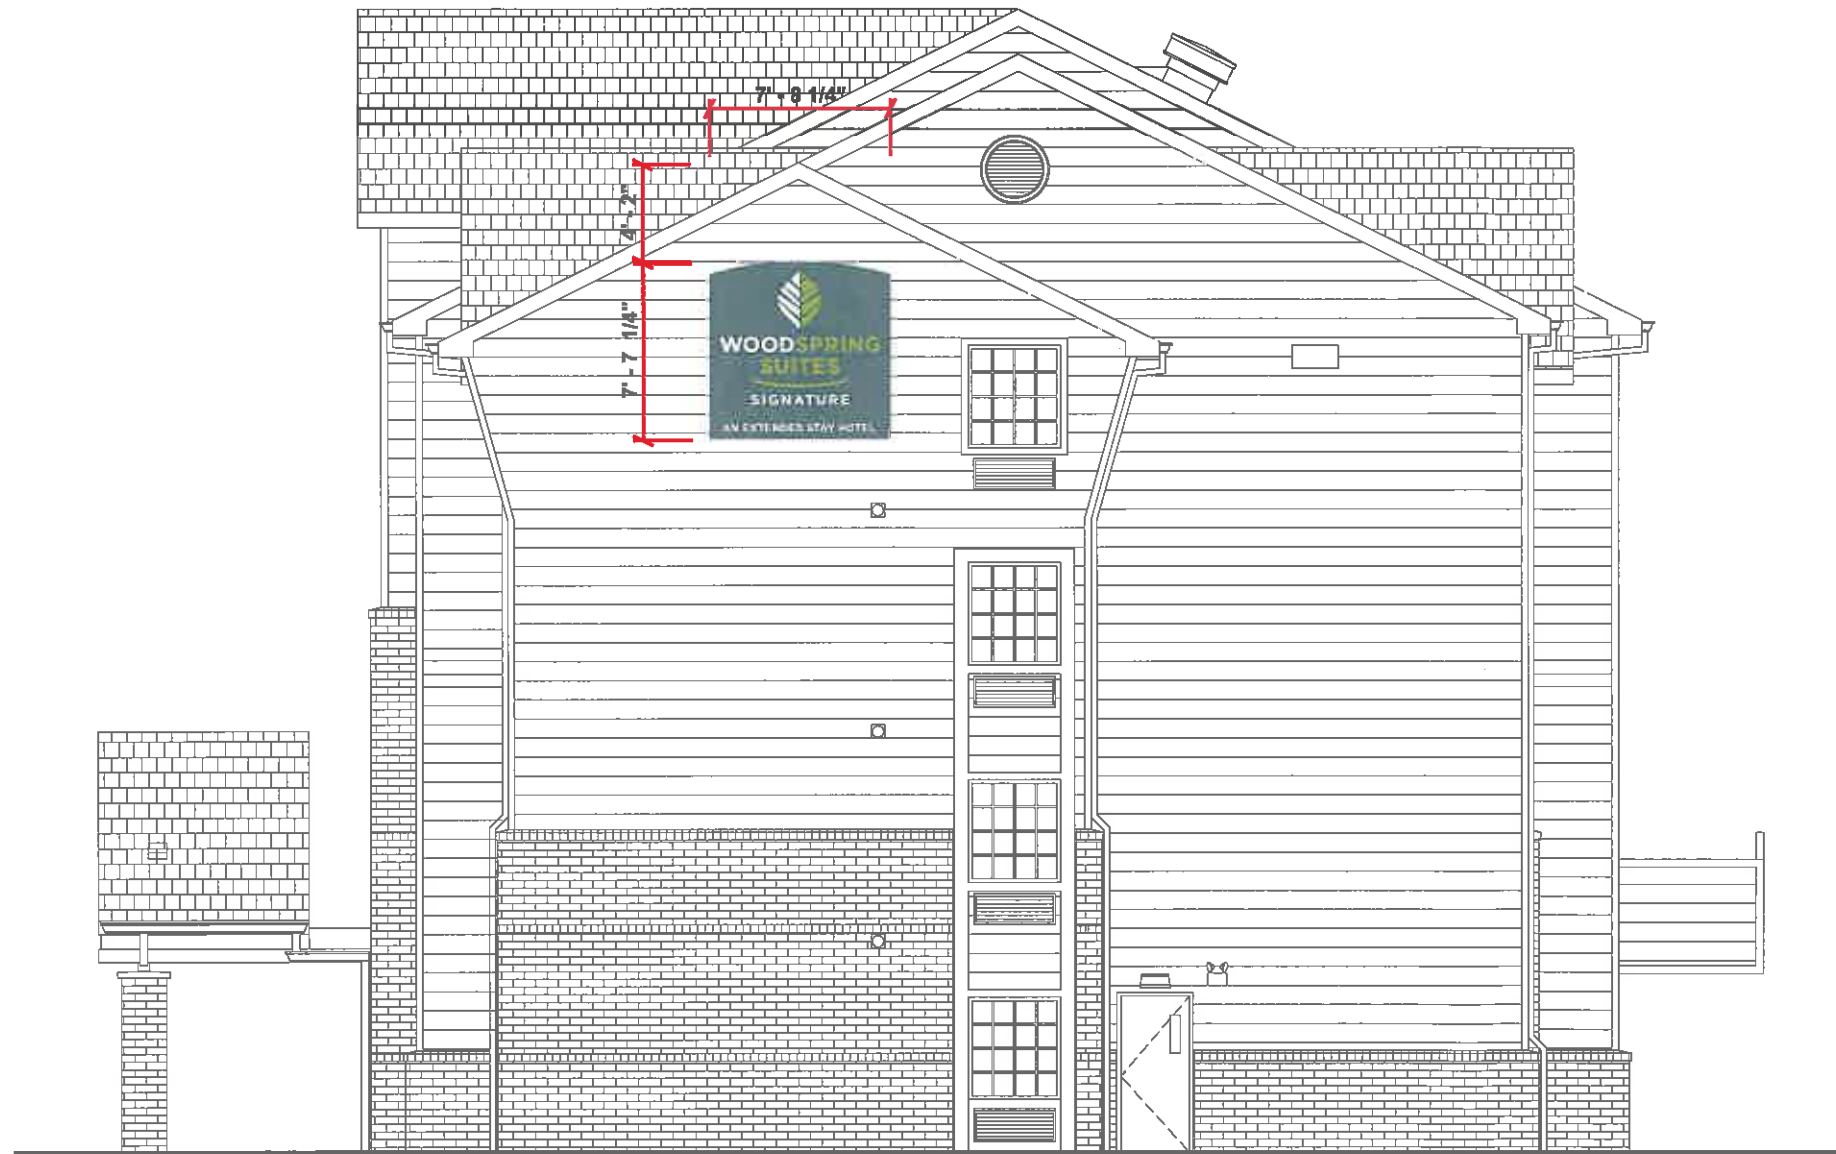 7' - 8 1/4"
4' - 2"
7' - 7 1/4"
WOODSPRING
SUITES
SIGNATURE
AN EXTENDED STAY HOTEL